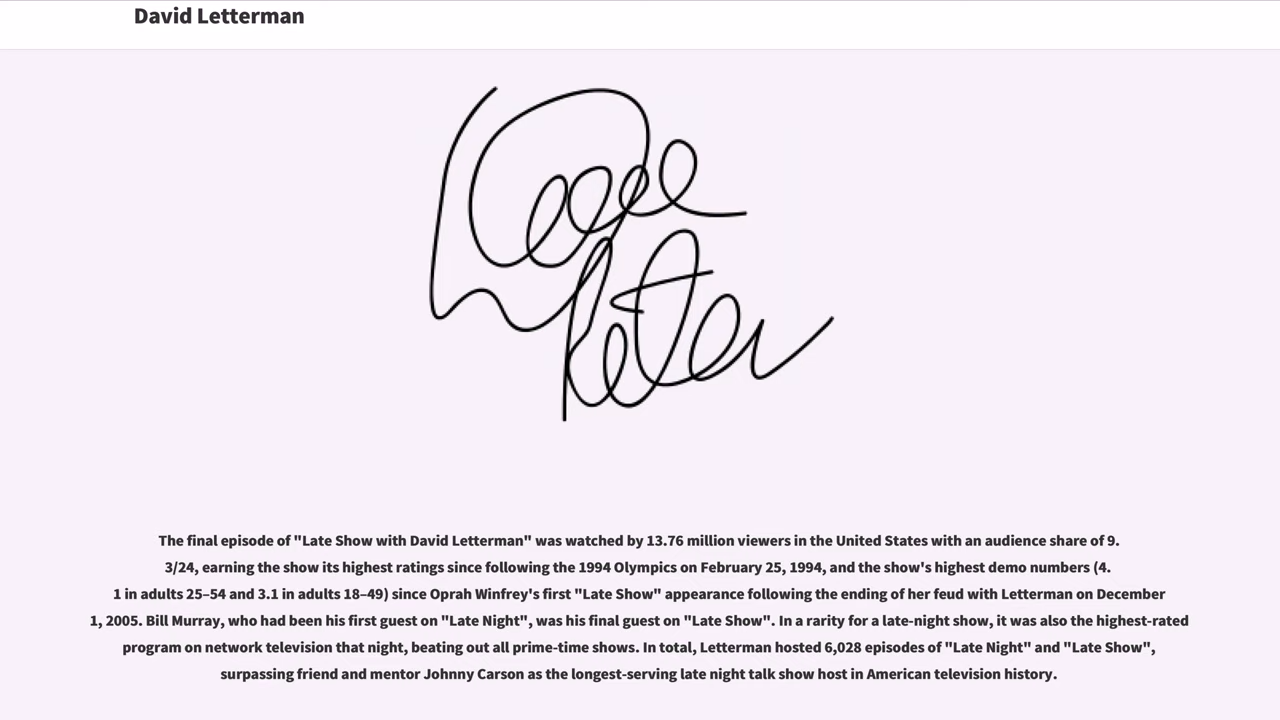 David Letterman
The final episode of "Late Show with David Letterman" was watched by 13.76 million viewers in the United States with an audience share of 9.
3/24, earning the show its highest ratings since following the 1994 Olympics on February 25, 1994, and the show's highest demo numbers (4.
1 in adults 25–54 and 3.1 in adults 18–49) since Oprah Winfrey's first "Late Show" appearance following the ending of her feud with Letterman on December
1, 2005. Bill Murray, who had been his first guest on "Late Night", was his final guest on "Late Show". In a rarity for a late-night show, it was also the highest-rated
program on network television that night, beating out all prime-time shows. In total, Letterman hosted 6,028 episodes of "Late Night" and "Late Show",
surpassing friend and mentor Johnny Carson as the longest-serving late night talk show host in American television history.